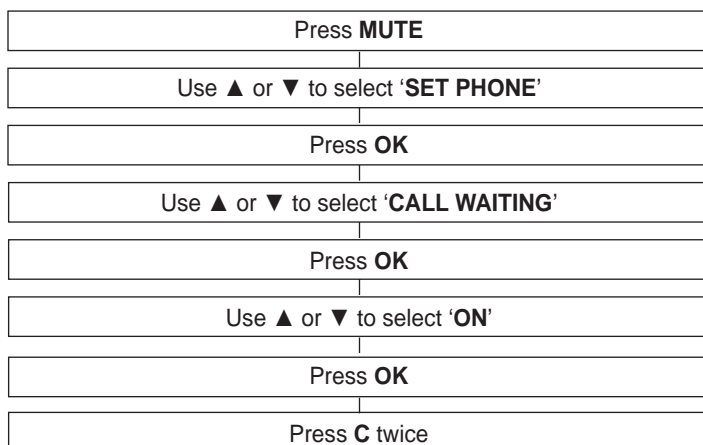 Press MUTE
Use ▲ or ▼ to select ‘SET PHONE’
Press OK
Use ▲ or ▼ to select ‘CALL WAITING’
Press OK
Use ▲ or ▼ to select ‘ON’
Press OK
Press C twice